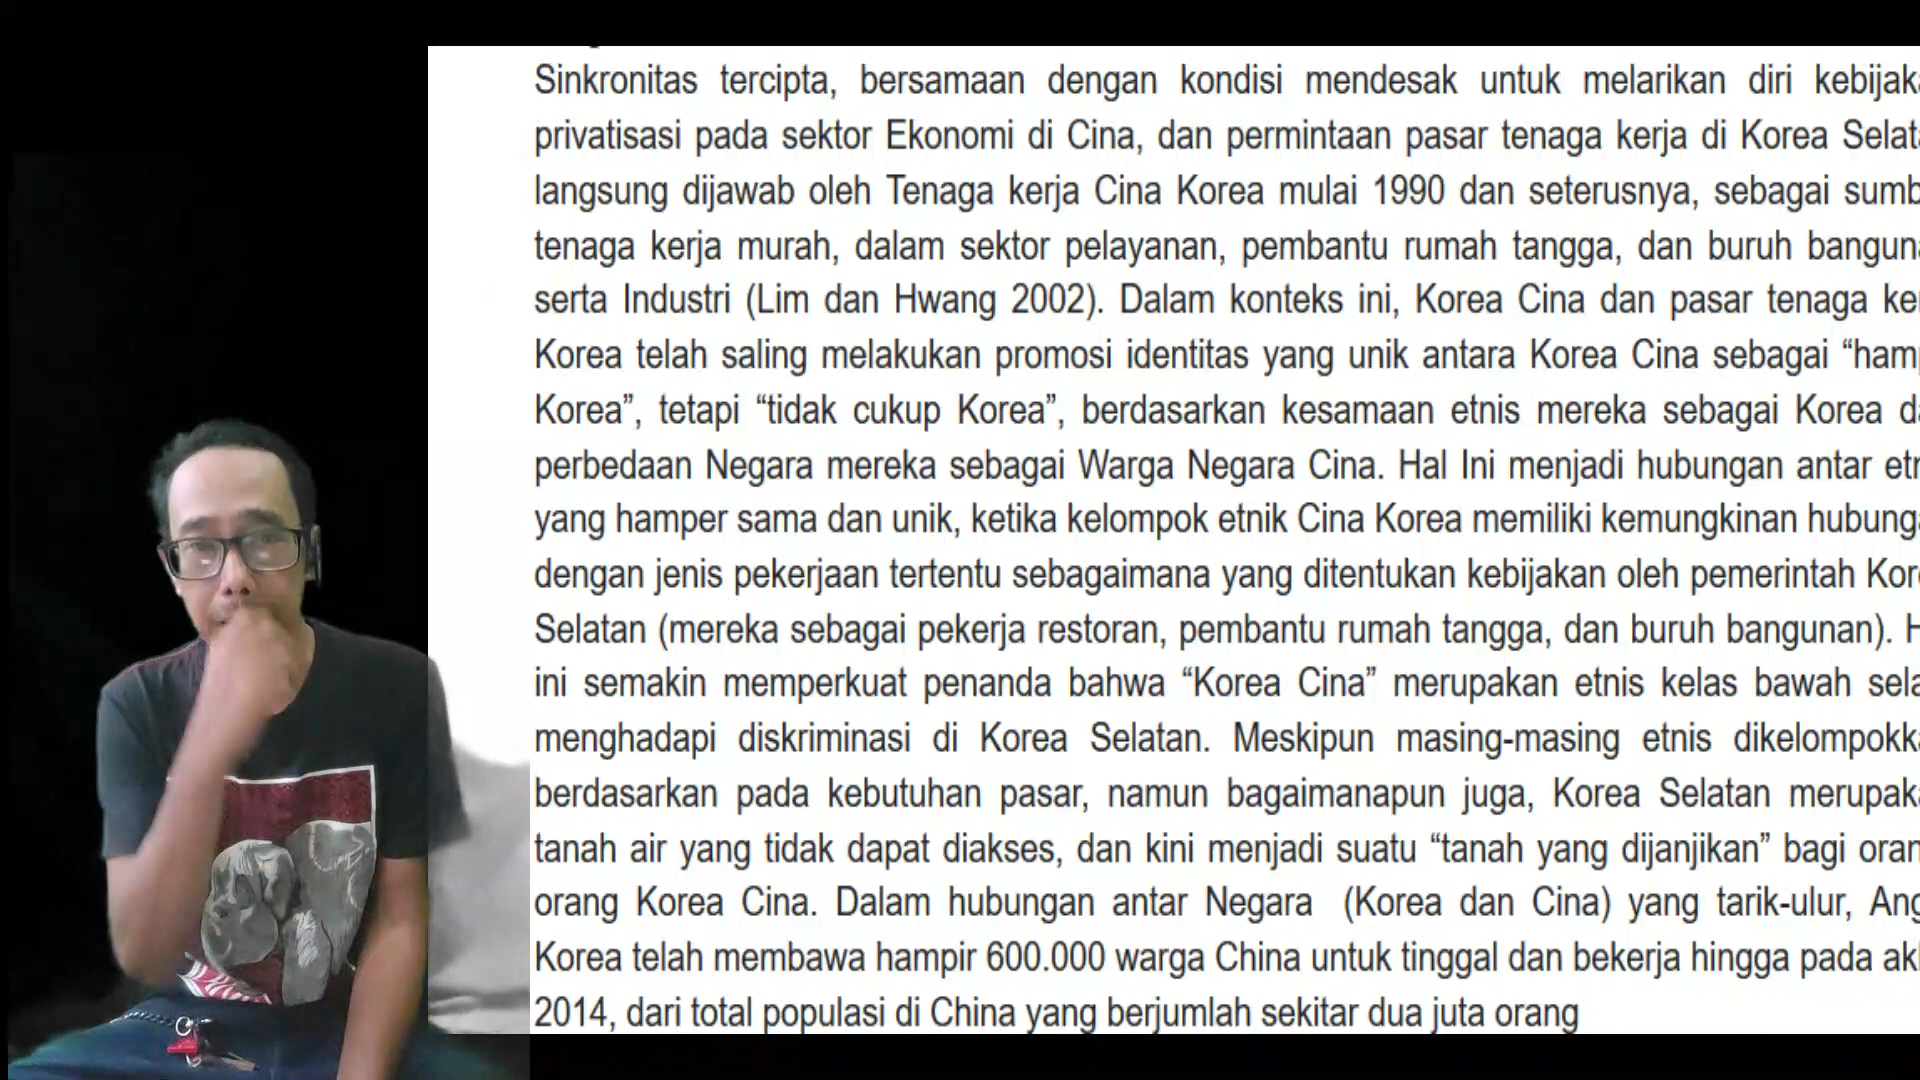 Sinkronitas tercipta, bersamaan dengan kondisi mendesak untuk melarikan diri
privatisasi pada sektor Ekonomi di Cina, dan permintaan pasar tenaga kerja di Korea
langsung dijawab oleh Tenaga kerja Cina Korea mulai 1990 dan seterusnya, sebagai
tenaga kerja murah, dalam sektor pelayanan, pembantu rumah tangga, dan buruh
serta Industri (Lim dan Hwang 2002). Dalam konteks ini, Korea Cina dan pasar tenaga
Korea telah saling melakukan promosi identitas yang unik antara Korea Cina sebagai
Korea”, tetapi “tidak cukup Korea”, berdasarkan kesamaan etnis mereka sebagai Korea
perbedaan Negara mereka sebagai Warga Negara Cina. Hal Ini menjadi hubungan antar
yang hamper sama dan unik, ketika kelompok etnik Cina Korea memiliki kemungkinan
dengan jenis pekerjaan tertentu sebagaimana yang ditentukan kebijakan oleh pemerintah
Selatan (mereka sebagai pekerja restoran, pembantu rumah tangga, dan buruh bangunan).
ini semakin memperkuat penanda bahwa “Korea Cina” merupakan etnis kelas bawah
menghadapi diskriminasi di Korea Selatan. Meskipun masing-masing etnis
berdasarkan pada kebutuhan pasar, namun bagaimanapun juga, Korea Selatan
tanah air yang tidak dapat diakses, dan kini menjadi suatu “tanah yang dijanjikan” bagi
orang Korea Cina. Dalam hubungan antar Negara (Korea dan Cina) yang tarik-ulur,
Korea telah membawa hampir 600.000 warga China untuk tinggal dan bekerja hingga pada
2014, dari total populasi di China yang berjumlah sekitar dua juta orang